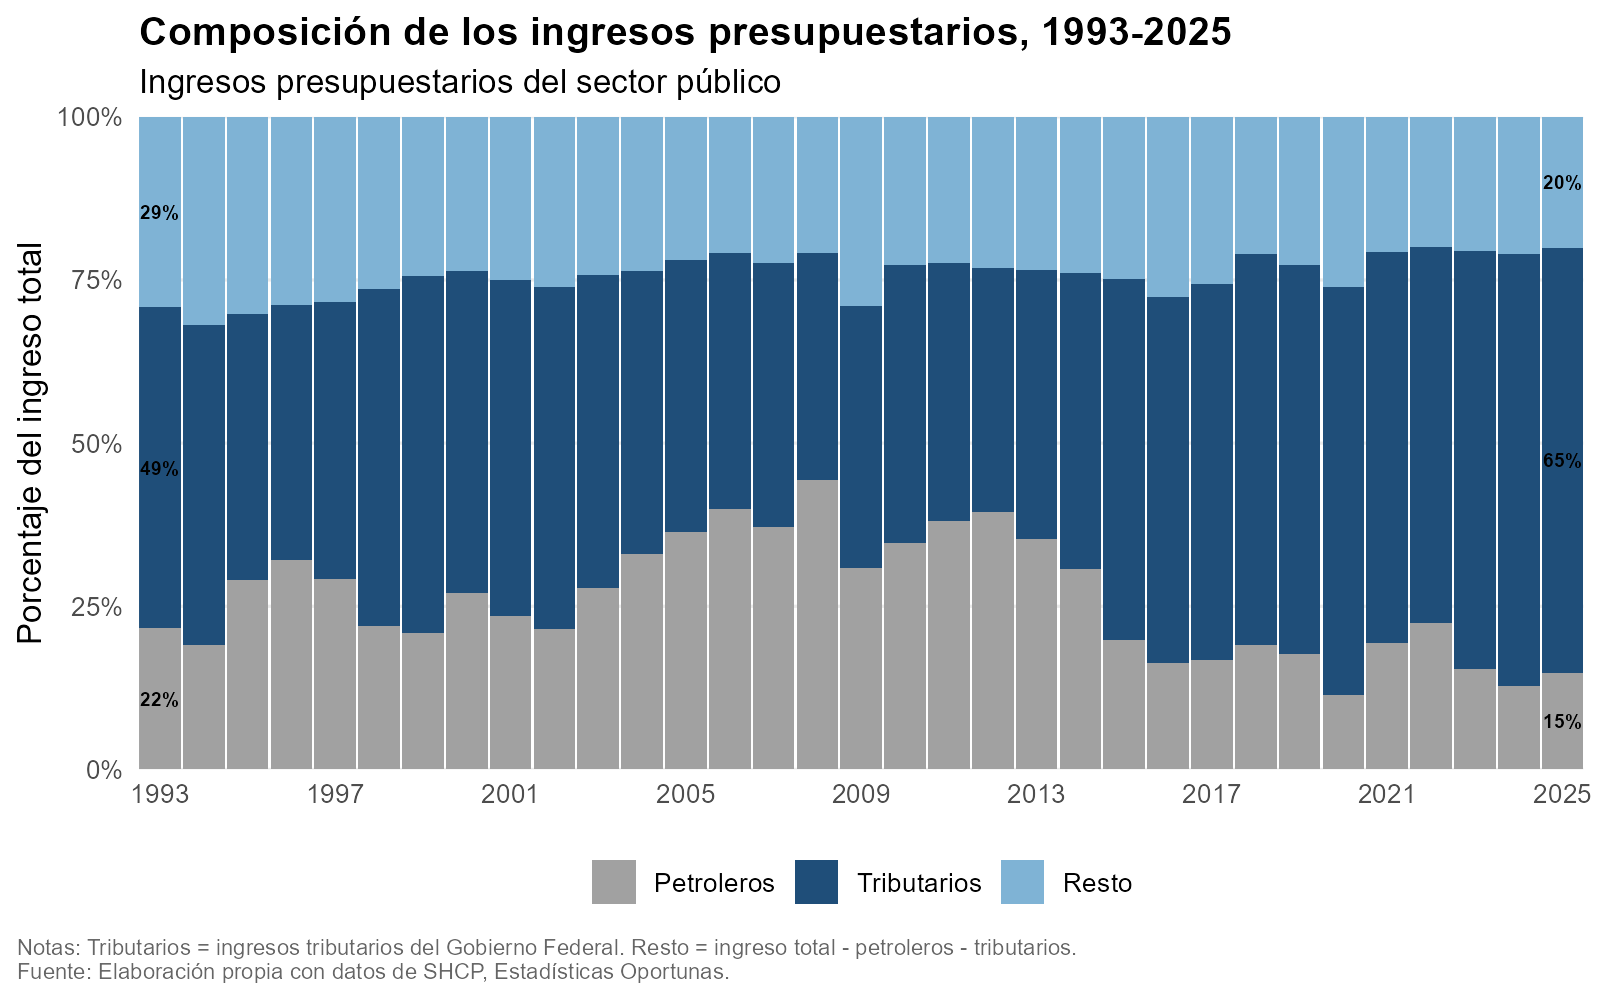 Composición de los ingresos presupuestarios, 1993-2025
Ingresos presupuestarios del sector público
Porcentaje del ingreso total
100%
75%
50%
25%
0%
29%
49%
22%
20%
65%
15%
1993 1997 2001 2005 2009 2013 2017 2021 2025
Petroleros Tributarios Resto
Notas: Tributarios = ingresos tributarios del Gobierno Federal. Resto = ingreso total - petroleros - tributarios.
Fuente: Elaboración propia con datos de SHCP, Estadísticas Oportunas.